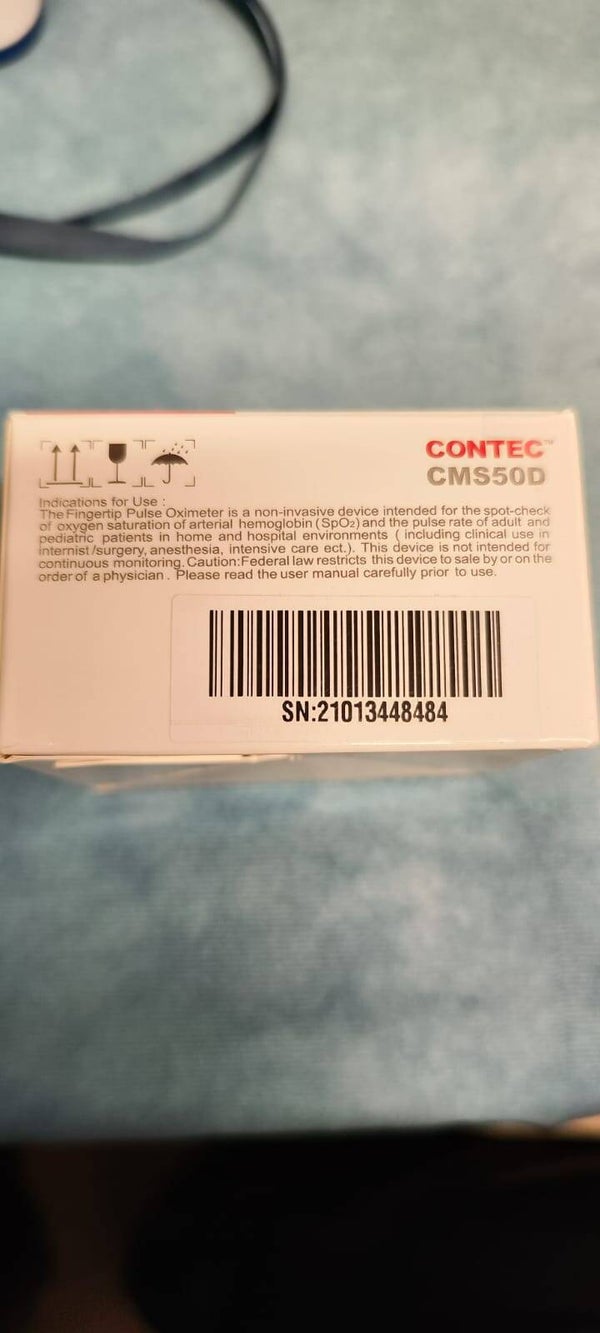 CONTEC™
CMS50D
Indications for Use :
The Fingertip Pulse Oximeter is a non-invasive device intended for the spot-check
of oxygen saturation of arterial hemoglobin (SpO₂) and the pulse rate of adult and
pediatric patients in home and hospital environments ( including clinical use in
internist /surgery, anesthesia, intensive care ect.). This device is not intended for
continuous monitoring. Caution:Federal law restricts this device to sale by or on the
order of a physician . Please read the user manual carefully prior to use.
SN:21013448484